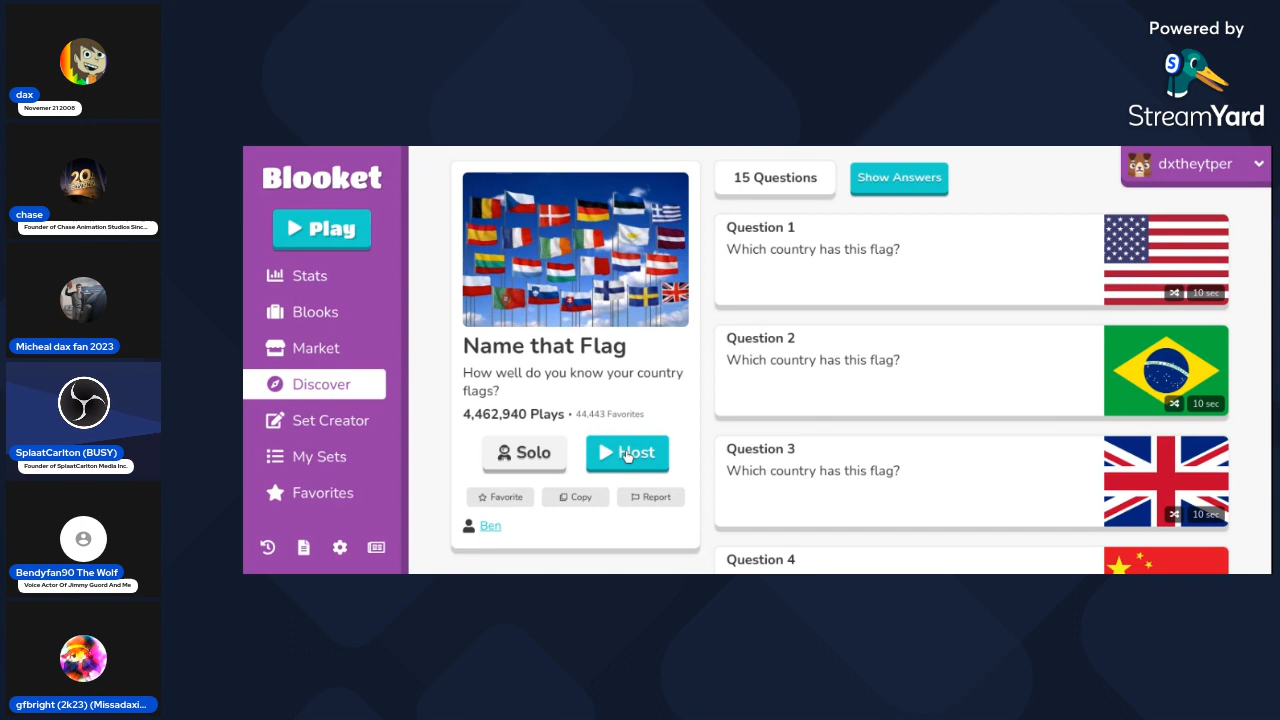 dax
Novemer 21 2008
chase
Founder of Chase Animation Studios Sinc...
Micheal dax fan 2023
SplaatCarlton (BUSY)
Founder of SplaatCarlton Media Inc.
Bendyfan90 The Wolf
Voice Actor Of Jimmy Guord And Me
gfbright (2k23) (Missadaxi...
20
Powered by
S
StreamYard
Blooket
Play
Stats
Blooks
Market
Discover
Set Creator
My Sets
Favorites
Name that Flag
How well do you know your country
flags?
4,462,940 Plays • 44,443 Favorites
Solo
Host
Favorite
Copy
Report
Ben
15 Questions
Show Answers
dxtheytper
Question 1
Which country has this flag?
10 sec
Question 2
Which country has this flag?
10 sec
Question 3
Which country has this flag?
10 sec
Question 4